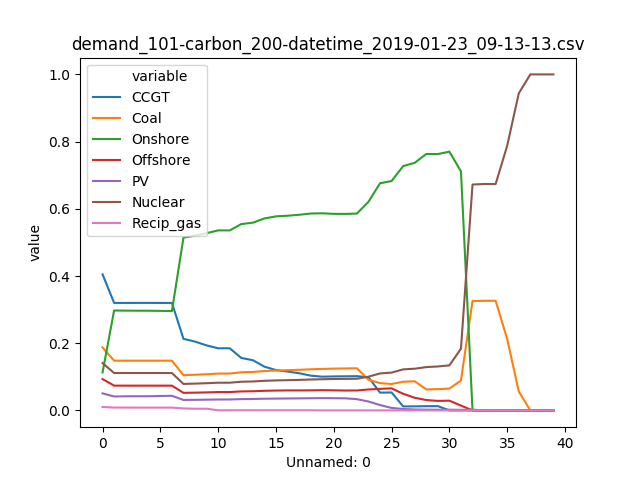 demand_101-carbon_200-datetime_2019-01-23_09-13-13.csv
variable
CCGT
Coal
Onshore
Offshore
PV
Nuclear
Recip_gas
value
1.0
0.8
0.6
0.4
0.2
0.0
0 5 10 15 20 25 30 35 40
Unnamed: 0